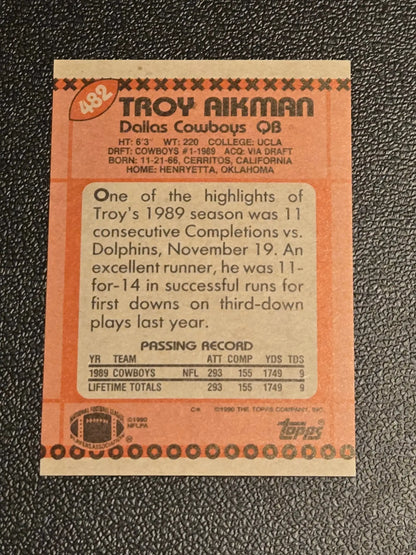 482
TROY AIKMAN
Dallas Cowboys QB
HT: 6'3" WT: 220 COLLEGE: UCLA
DRFT: COWBOYS #1-1989 ACQ: VIA DRAFT
BORN: 11-21-66, CERRITOS, CALIFORNIA
HOME: HENRYETTA, OKLAHOMA
One of the highlights of
Troy's 1989 season was 11
consecutive Completions vs.
Dolphins, November 19. An
excellent runner, he was 11-
for-14 in successful runs for
first downs on third-down
plays last year.
PASSING RECORD
YR TEAM ATT COMP YDS TDS
1989 COWBOYS NFL 293 155 1749 9
LIFETIME TOTALS 293 155 1749 9
©1990
NFLPA
C* ©1990 THE TOPPS COMPANY, INC.
topps®